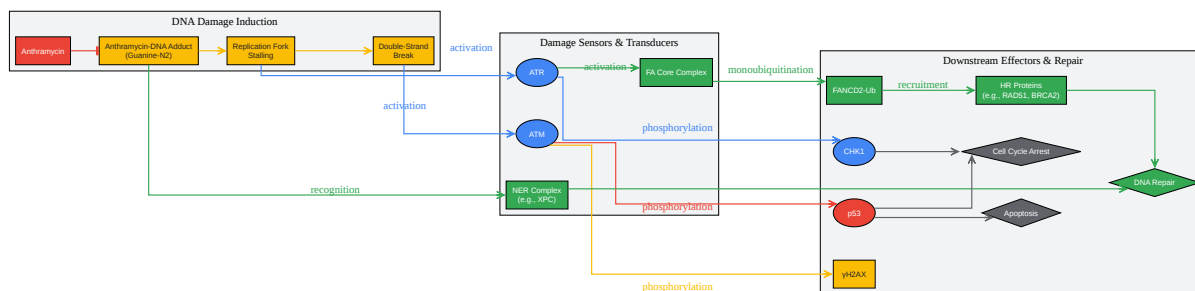 DNA Damage Induction
Anthramycin
Anthramycin-DNA Adduct
(Guanine-N2)
Replication Fork
Stalling
Double-Strand
Break
activation
activation
recognition
Damage Sensors & Transducers
ATR
activation
FA Core Complex
monoubiquitination
ATM
phosphorylation
NER Complex
(e.g., XPC)
phosphorylation
phosphorylation
Downstream Effectors & Repair
FANCD2-Ub
recruitment
HR Proteins
(e.g., RAD51, BRCA2)
CHK1
Cell Cycle Arrest
DNA Repair
p53
Apoptosis
γH2AX